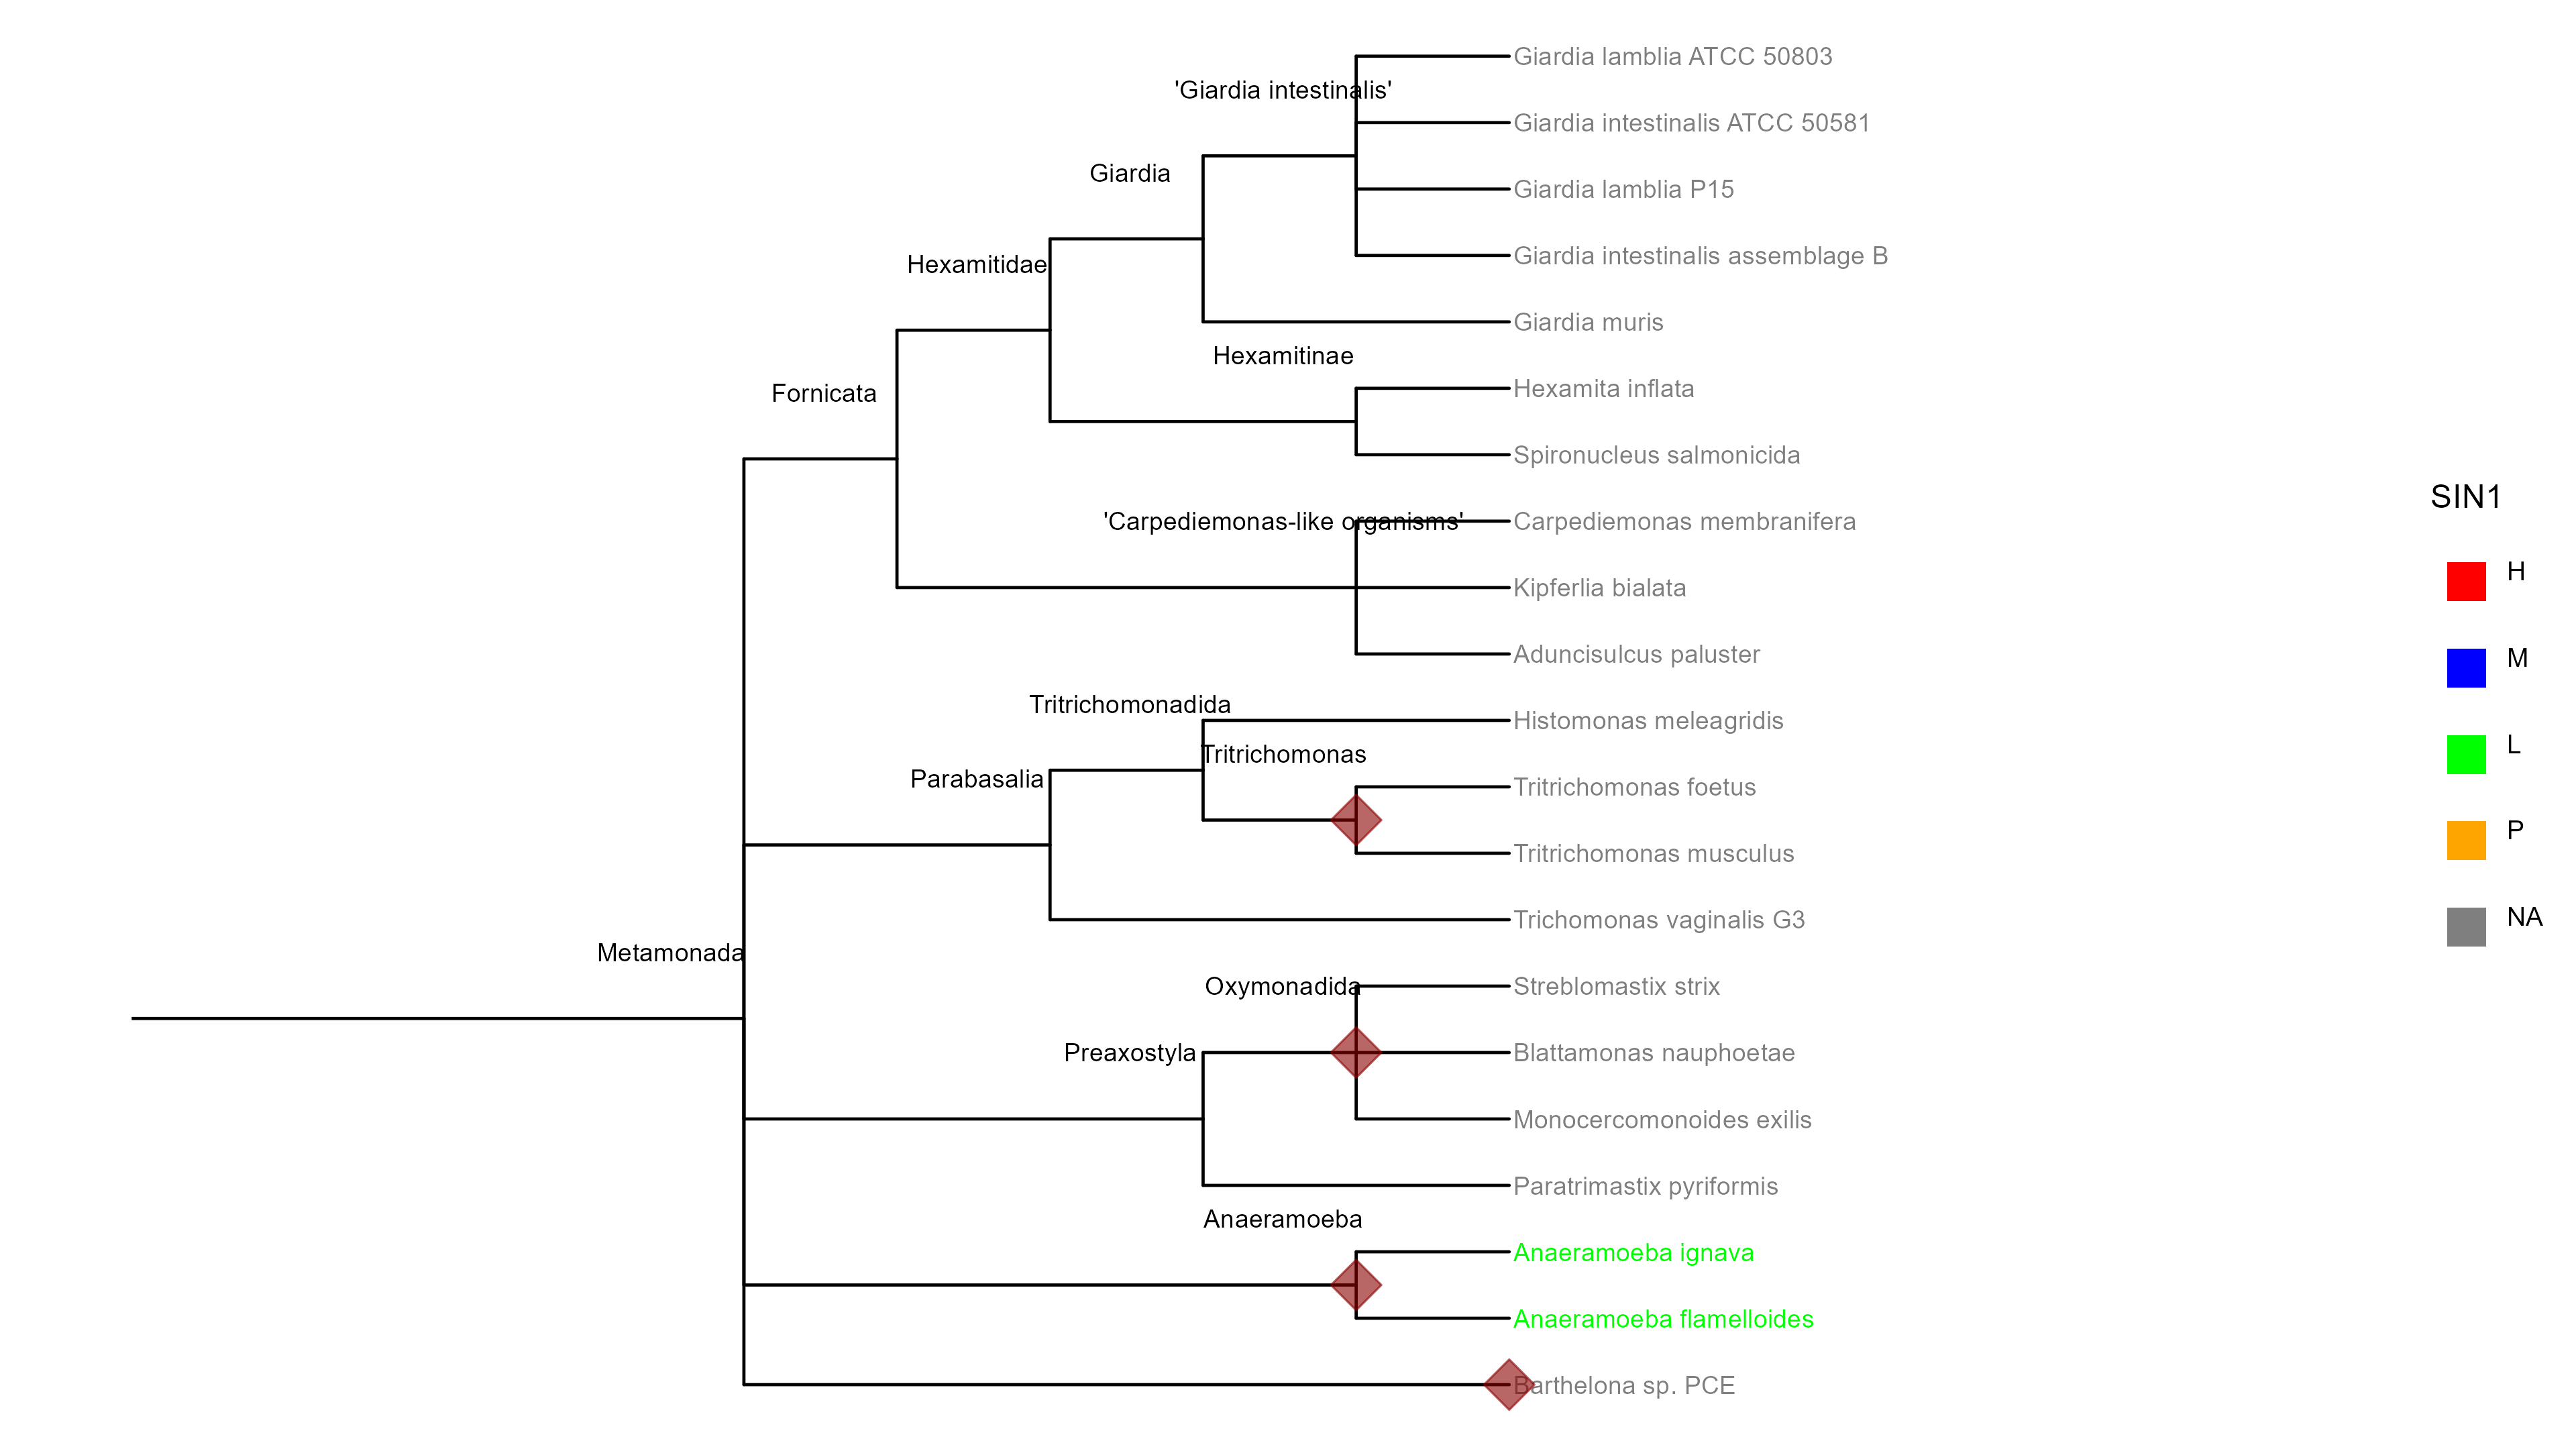 Giardia lamblia ATCC 50803
'Giardia intestinalis'
Giardia intestinalis ATCC 50581
Giardia
Giardia lamblia P15
Hexamitidae
Giardia intestinalis assemblage B
Giardia muris
Hexamitinae
Fornicata
Hexamita inflata
Spironucleus salmonicida
'Carpediemonas-like organisms'
Carpediemonas membranifera
Kipferlia bialata
Aduncisulcus paluster
Tritrichomonadida
Histomonas meleagridis
Tritrichomonas
Parabasalia
Tritrichomonas foetus
Tritrichomonas musculus
Trichomonas vaginalis G3
Metamonada
Oxymonadida
Streblomastix strix
Preaxostyla
Blattamonas nauphoetae
Monocercomonoides exilis
Paratrimastix pyriformis
Anaeramoeba
Anaeramoeba ignava
Anaeramoeba flamelloides
Barthelona sp. PCE
SIN1
H
M
L
P
NA